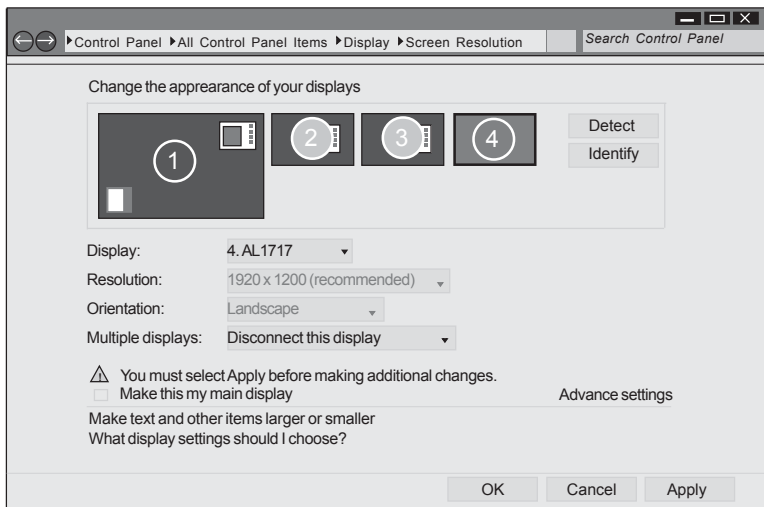 Control Panel All Control Panel Items Display Screen Resolution Search Control Panel
Change the apprearance of your displays
1 2 3 4 Detect
Identify
Display: 4. AL1717
Resolution: 1920 x 1200 (recommended)
Orientation: Landscape
Multiple displays: Disconnect this display
You must select Apply before making additional changes.
Make this my main display Advance settings
Make text and other items larger or smaller
What display settings should I choose?
OK Cancel Apply